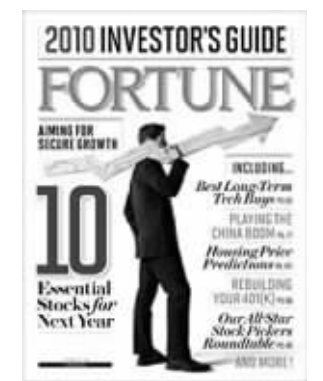 2010 INVESTOR'S GUIDE
FORTUNE
AIMING FOR
SECURE GROWTH
10
Essential
Stocks for
Next Year
INCLUDING...
Best Long-Term
Tech Buys
PLAYING THE
CHINA BOOM
Housing Price
Predictions
REBUILDING
YOUR 401(K)
Our All-Star
Stock Pickers
Roundtable
AND MORE!